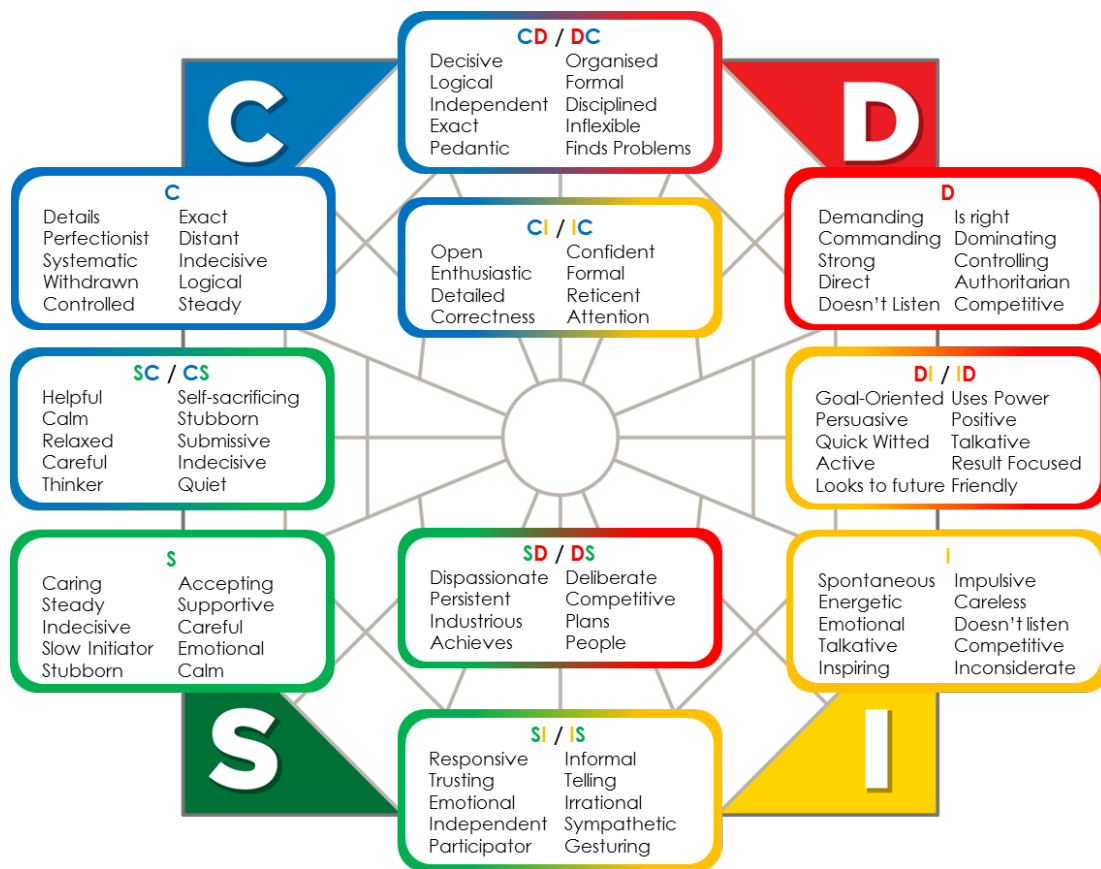 C
D
CD / DC
Decisive Organised
Logical Formal
Independent Disciplined
Exact Inflexible
Pedantic Finds Problems
C
Details Exact
Perfectionist Distant
Systematic Indecisive
Withdrawn Logical
Controlled Steady
CI / IC
Open Confident
Enthusiastic Formal
Detailed Reticent
Correctness Attention
D
Demanding Is right
Commanding Dominating
Strong Controlling
Direct Authoritarian
Doesn't Listen Competitive
SC / CS
Helpful Self-sacrificing
Calm Stubborn
Relaxed Submissive
Careful Indecisive
Thinker Quiet
DI / ID
Goal-Oriented Uses Power
Persuasive Positive
Quick Witted Talkative
Active Result Focused
Looks to future Friendly
S
Caring Accepting
Steady Supportive
Indecisive Careful
Slow Initiator Emotional
Stubborn Calm
SD / DS
Dispassionate Deliberate
Persistent Competitive
Industrious Plans
Achieves People
I
Spontaneous Impulsive
Energetic Careless
Emotional Doesn't listen
Talkative Competitive
Inspiring Inconsiderate
S
I
SI / IS
Responsive Informal
Trusting Telling
Emotional Irrational
Independent Sympathetic
Participator Gesturing